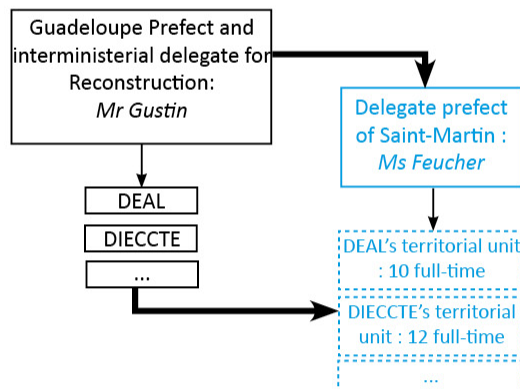 Guadeloupe Prefect and
interministerial delegate for
Reconstruction:
Mr Gustin
Delegate prefect
of Saint-Martin :
Ms Feucher
DEAL
DIECCTE
...
DEAL's territorial unit
: 10 full-time
DIECCTE's territorial
unit : 12 full-time
...